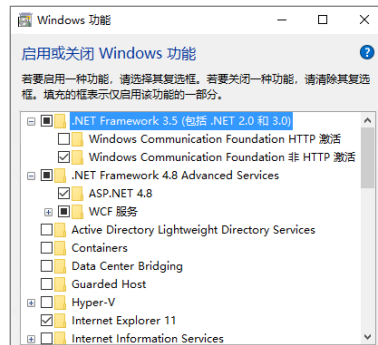 Windows 功能
启用或关闭 Windows 功能
若要启用一种功能，请选择其复选框。若要关闭一种功能，请清除其复选
框。填充的框表示仅启用该功能的一部分。
.NET Framework 3.5 (包括 .NET 2.0 和 3.0)
Windows Communication Foundation HTTP 激活
Windows Communication Foundation 非 HTTP 激活
.NET Framework 4.8 Advanced Services
ASP.NET 4.8
WCF 服务
Active Directory Lightweight Directory Services
Containers
Data Center Bridging
Guarded Host
Hyper-V
Internet Explorer 11
Internet Information Services